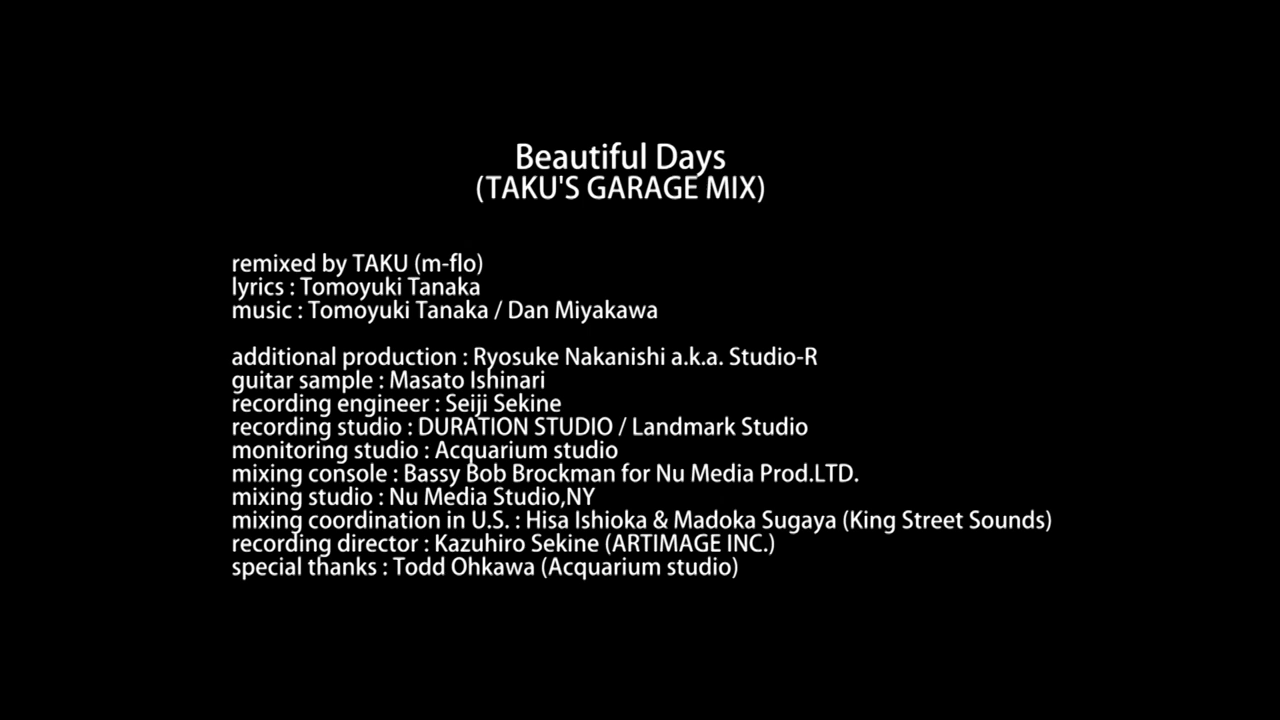 Beautiful Days
(TAKU'S GARAGE MIX)
remixed by TAKU (m-flo)
lyrics : Tomoyuki Tanaka
music : Tomoyuki Tanaka / Dan Miyakawa
additional production : Ryosuke Nakanishi a.k.a. Studio-R
guitar sample : Masato Ishinari
recording engineer : Seiji Sekine
recording studio : DURATION STUDIO / Landmark Studio
monitoring studio : Acquarium studio
mixing console : Bassy Bob Brockman for Nu Media Prod.LTD.
mixing studio : Nu Media Studio,NY
mixing coordination in U.S. : Hisa Ishioka & Madoka Sugaya (King Street Sounds)
recording director : Kazuhiro Sekine (ARTIMAGE INC.)
special thanks : Todd Ohkawa (Acquarium studio)